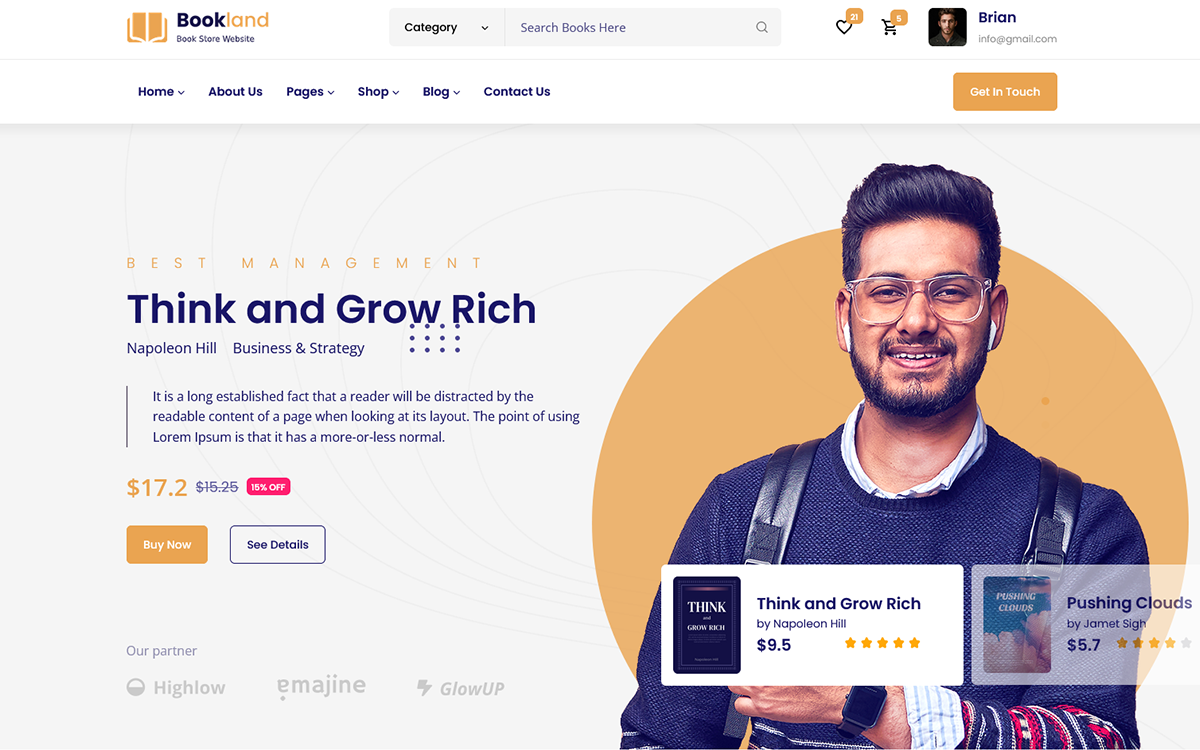 Bookland
Book Store Website
Category
Search Books Here
21
5
Brian
info@gmail.com
Home
About Us
Pages
Shop
Blog
Contact Us
Get In Touch
BEST MANAGEMENT
Think and Grow Rich
Napoleon Hill Business & Strategy
It is a long established fact that a reader will be distracted by the
readable content of a page when looking at its layout. The point of using
Lorem Ipsum is that it has a more-or-less normal.
$17.2 $15.25 15% OFF
Buy Now
See Details
Our partner
Highlow
emajine
GlowUP
THINK
and
GROW RICH
Napoleon Hill
Think and Grow Rich
by Napoleon Hill
$9.5
PUSHING
CLOUDS
Pushing Clouds
by Jamet Sigh
$5.7